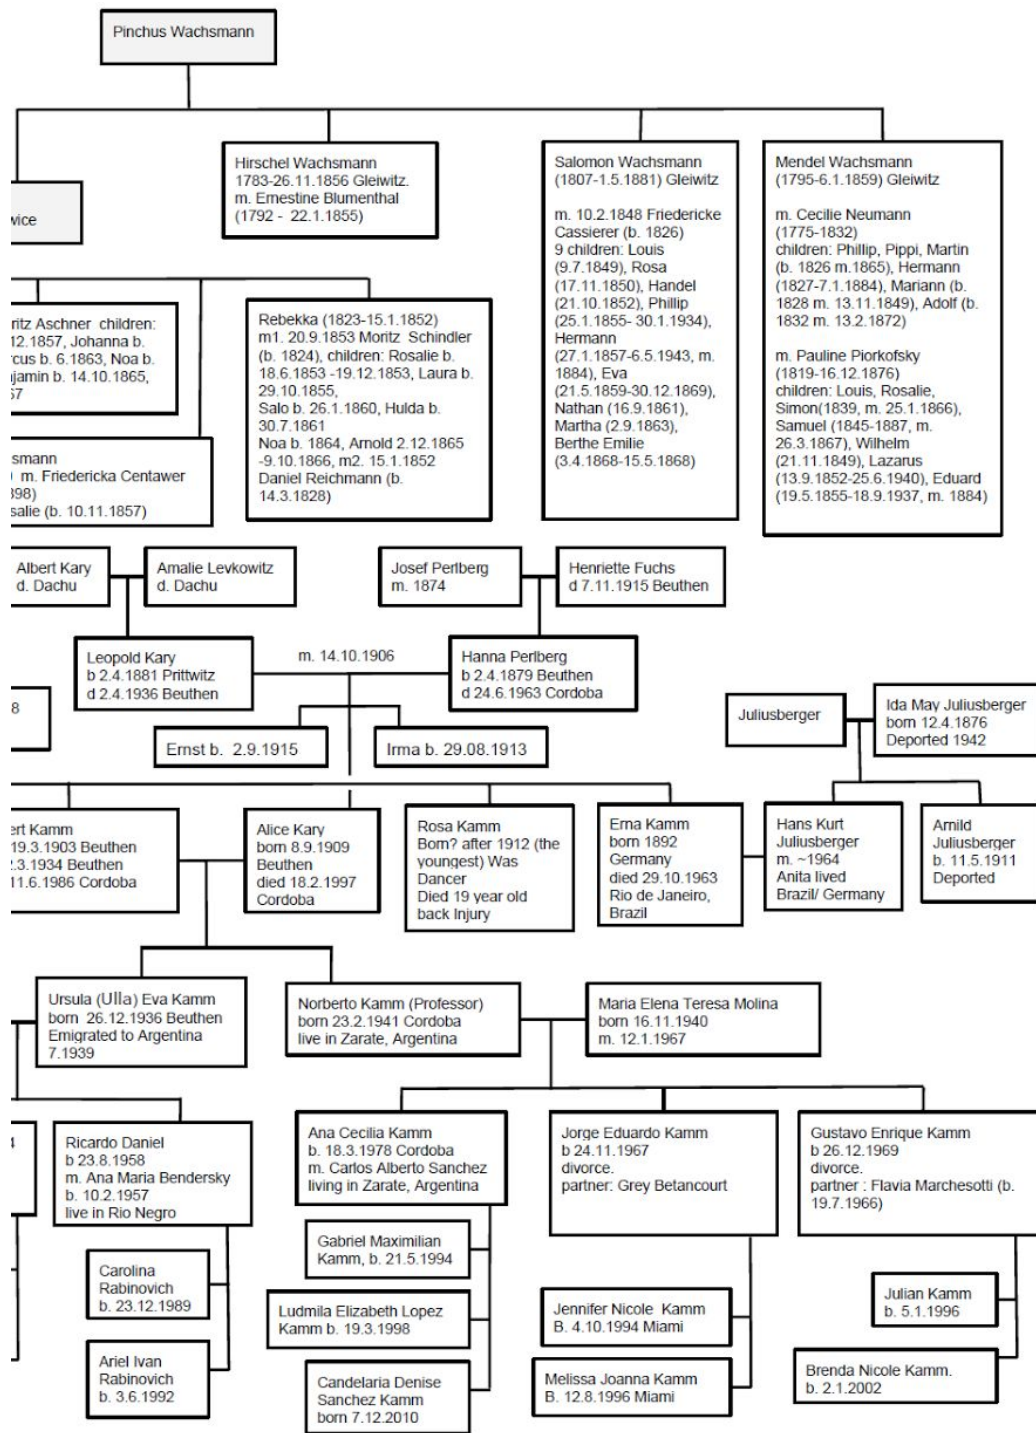 Pinchus Wachsmann
Hirschel Wachsmann
1783-26.11.1856 Gleiwitz.
m. Ernestine Blumenthal
(1792 - 22.1.1855)
Salomon Wachsmann
(1807-1.5.1881) Gleiwitz
m. 10.2.1848 Friedericke
Cassierer (b. 1826)
9 children: Louis
(9.7.1849), Rosa
(17.11.1850), Handel
(21.10.1852), Phillip
(25.1.1855- 30.1.1934),
Hermann
(27.1.1857-6.5.1943, m.
1884), Eva
(21.5.1859-30.12.1869),
Nathan (16.9.1861),
Martha (2.9.1863),
Berthe Emilie
(3.4.1868-15.5.1868)
Mendel Wachsmann
(1795-6.1.1859) Gleiwitz
m. Cecilie Neumann
(1775-1832)
children: Phillip, Pippi, Martin
(b. 1826 m.1865), Hermann
(1827-7.1.1884), Mariann (b.
1828 m. 13.11.1849), Adolf (b.
1832 m. 13.2.1872)
m. Pauline Piorkofsky
(1819-16.12.1876)
children: Louis, Rosalie,
Simon(1839, m. 25.1.1866),
Samuel (1845-1887, m.
26.3.1867), Wilhelm
(21.11.1849), Lazarus
(13.9.1852-25.6.1940), Eduard
(19.5.1855-18.9.1937, m. 1884)
vice
ritz Aschner children:
12.1857, Johanna b.
rcus b. 6.1863, Noa b.
jamin b. 14.10.1865,
67
smann
m. Friedericka Centawer
898)
salie (b. 10.11.1857)
Rebekka (1823-15.1.1852)
m1. 20.9.1853 Moritz Schindler
(b. 1824), children: Rosalie b.
18.6.1853 -19.12.1853, Laura b.
29.10.1855,
Salo b. 26.1.1860, Hulda b.
30.7.1861
Noa b. 1864, Arnold 2.12.1865
-9.10.1866, m2. 15.1.1852
Daniel Reichmann (b.
14.3.1828)
Albert Kary
d. Dachu
Amalie Levkowitz
d. Dachu
Josef Perlberg
m. 1874
Henriette Fuchs
d 7.11.1915 Beuthen
Leopold Kary
b 2.4.1881 Prittwitz
d 2.4.1936 Beuthen
m. 14.10.1906
Hanna Perlberg
b 2.4.1879 Beuthen
d 24.6.1963 Cordoba
8
Ernst b. 2.9.1915
Irma b. 29.08.1913
Juliusberger
Ida May Juliusberger
born 12.4.1876
Deported 1942
ert Kamm
19.3.1903 Beuthen
2.3.1934 Beuthen
11.6.1986 Cordoba
Alice Kary
born 8.9.1909
Beuthen
died 18.2.1997
Cordoba
Rosa Kamm
Born? after 1912 (the
youngest) Was
Dancer
Died 19 year old
back Injury
Erna Kamm
born 1892
Germany
died 29.10.1963
Rio de Janeiro,
Brazil
Hans Kurt
Juliusberger
m. ~1964
Anita lived
Brazil/ Germany
Arnild
Juliusberger
b. 11.5.1911
Deported
Ursula (Ulla) Eva Kamm
born 26.12.1936 Beuthen
Emigrated to Argentina
7.1939
Norberto Kamm (Professor)
born 23.2.1941 Cordoba
live in Zarate, Argentina
Maria Elena Teresa Molina
born 16.11.1940
m. 12.1.1967
4
Ricardo Daniel
b 23.8.1958
m. Ana Maria Bendersky
b. 10.2.1957
live in Rio Negro
Ana Cecilia Kamm
b. 18.3.1978 Cordoba
m. Carlos Alberto Sanchez
living in Zarate, Argentina
Jorge Eduardo Kamm
b 24.11.1967
divorce.
partner: Grey Betancourt
Gustavo Enrique Kamm
b 26.12.1969
divorce.
partner : Flavia Marchesotti (b.
19.7.1966)
Carolina
Rabinovich
b. 23.12.1989
Ariel Ivan
Rabinovich
b. 3.6.1992
Gabriel Maximilian
Kamm, b. 21.5.1994
Ludmila Elizabeth Lopez
Kamm b. 19.3.1998
Candelaria Denise
Sanchez Kamm
born 7.12.2010
Jennifer Nicole Kamm
B. 4.10.1994 Miami
Melissa Joanna Kamm
B. 12.8.1996 Miami
Julian Kamm
b. 5.1.1996
Brenda Nicole Kamm.
b. 2.1.2002